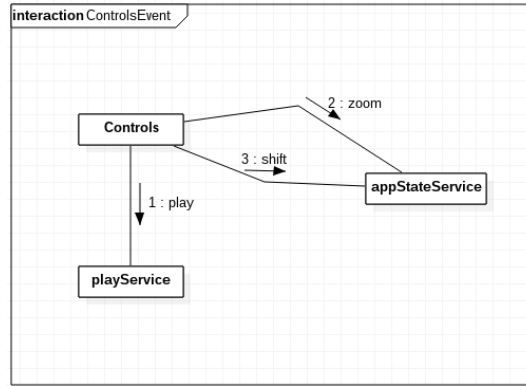 interaction ControlsEvent
2 : zoom
Controls
3 : shift
appStateService
1 : play
playService